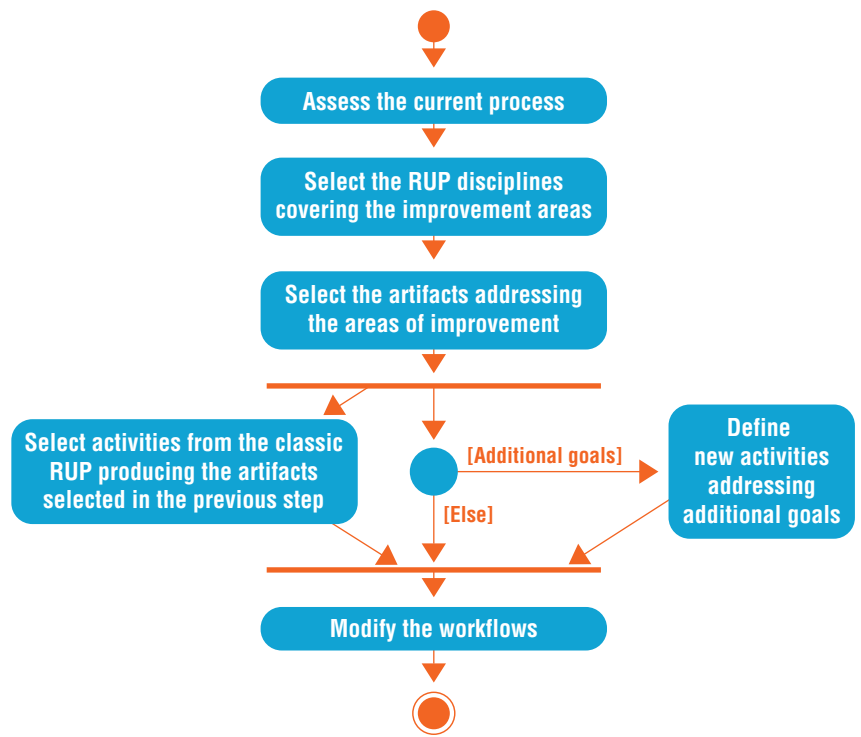 Assess the current process
Select the RUP disciplines
covering the improvement areas
Select the artifacts addressing
the areas of improvement
Select activities from the classic
RUP producing the artifacts
selected in the previous step
[Additional goals]
[Else]
Define
new activities
addressing
additional goals
Modify the workflows